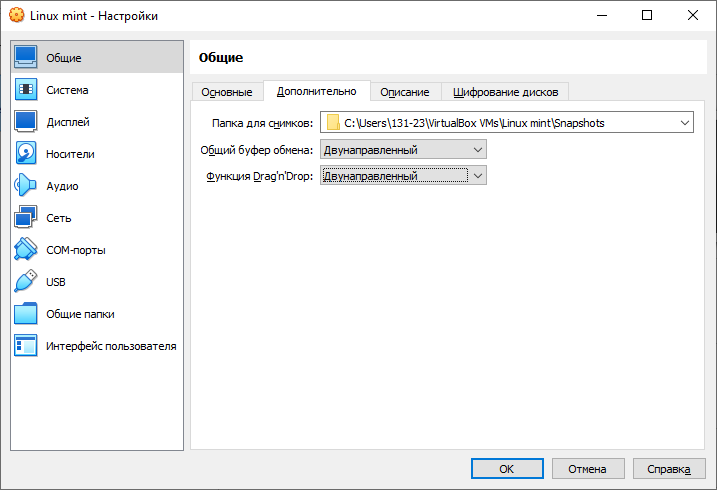 Linux mint - Настройки
Общие
Система
Дисплей
Носители
Аудио
Сеть
COM-порты
USB
Общие папки
Интерфейс пользователя
Общие
Основные Дополнительно Описание Шифрование дисков
Папка для снимков: C:\Users\131-23\VirtualBox VMs\Linux mint\Snapshots
Общий буфер обмена: Двунаправленный
Функция Drag'n'Drop: Двунаправленный
OK Отмена Справка